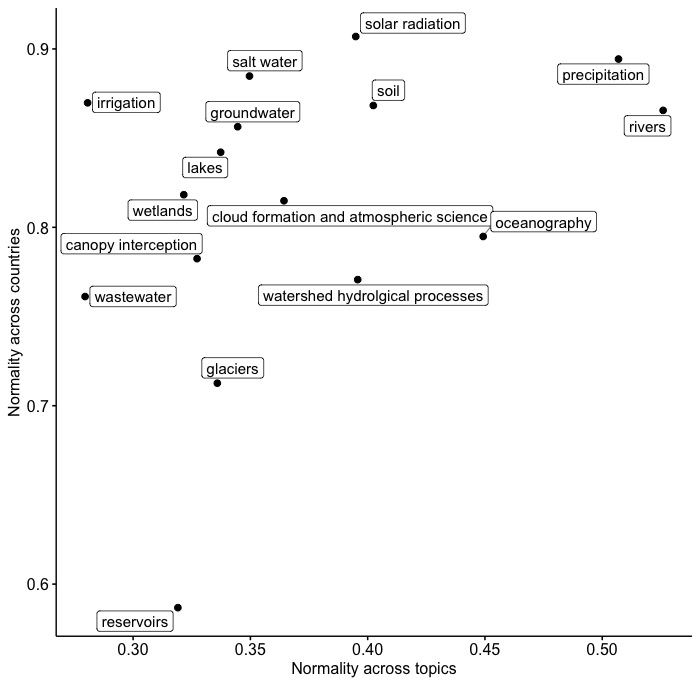 solar radiation
0.9
salt water
precipitation
soil
irrigation
groundwater
rivers
lakes
wetlands
0.8
cloud formation and atmospheric science
oceanography
canopy interception
wastewater
watershed hydrolgical processes
Normality across countries
glaciers
0.7
0.6
reservoirs
0.30 0.35 0.40 0.45 0.50
Normality across topics